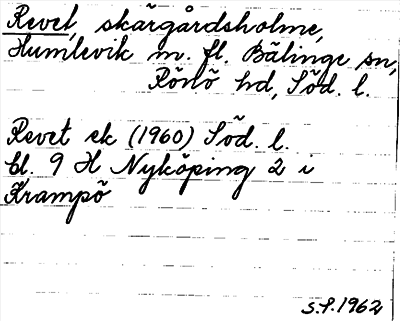 Revet, skärgårdsholme,
Humlevik m. fl. Bälinge sn,
Rönö hd, Söd. l.
Revet ek (1960) Söd. l.
bl. 9 H Nyköping 2 i
Krampö
S.P. 1962